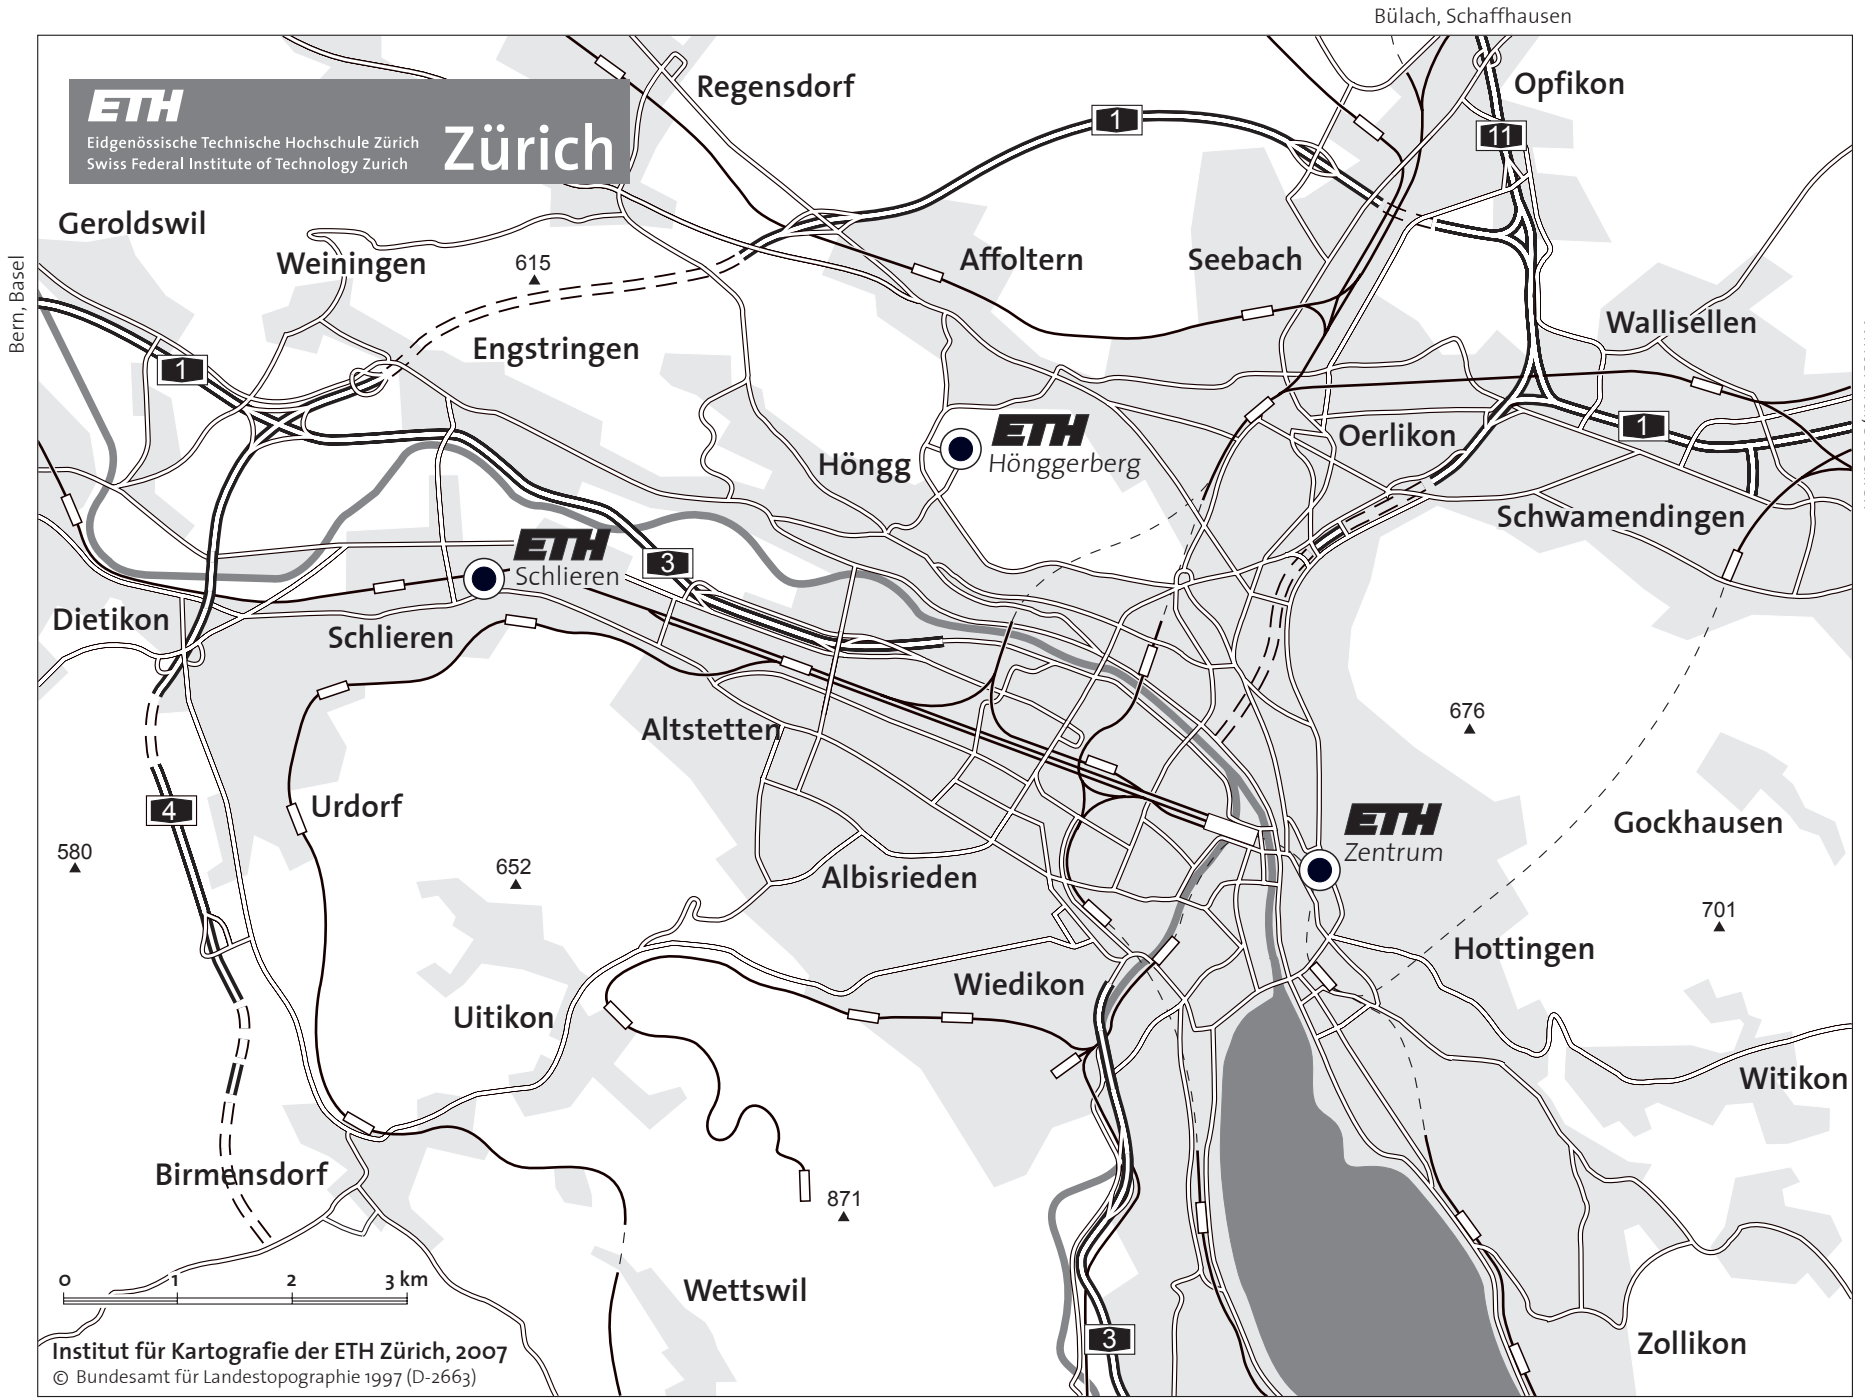 Bülach, Schaffhausen
ETH
Eidgenössische Technische Hochschule Zürich
Swiss Federal Institute of Technology Zurich
Zürich
Regensdorf
Opfikon
1
11
Geroldswil
Weiningen
615
Affoltern
Seebach
Bern, Basel
Engstringen
Wallisellen
1
ETH
Hönggerberg
Höngg
Oerlikon
1
Schwamendingen
ETH
Schlieren
3
Dietikon
Schlieren
Altstetten
676
Urdorf
4
580
652
Albisrieden
ETH
Zentrum
Gockhausen
701
Hottingen
Wiedikon
Uitikon
Witikon
Birmensdorf
871
Wettswil
0 1 2 3 km
3
Zollikon
Institut für Kartografie der ETH Zürich, 2007
© Bundesamt für Landestopographie 1997 (D-2663)